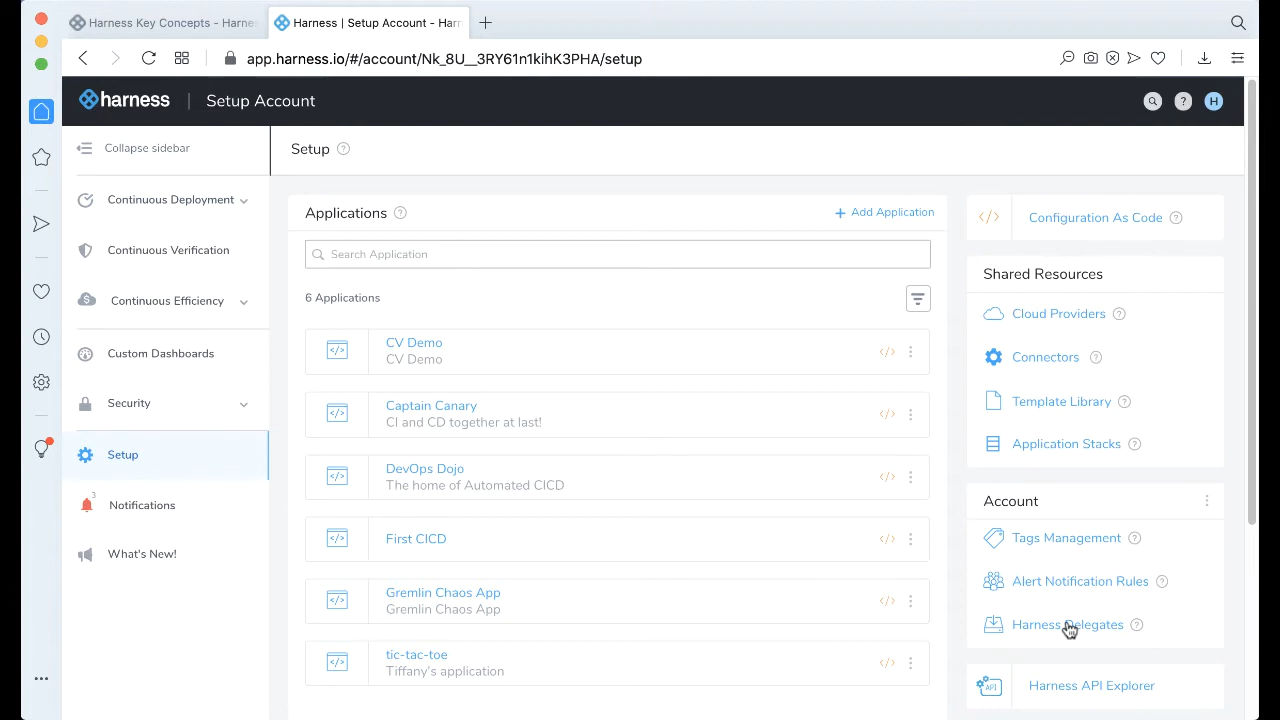 Harness Key Concepts - Harne
Harness | Setup Account - Har
app.harness.io/#/account/Nk_8U__3RY61n1kihK3PHA/setup
harness | Setup Account
?
H
Collapse sidebar
Continuous Deployment
Continuous Verification
$ Continuous Efficiency
Custom Dashboards
Security
Setup
3
Notifications
What's New!
Setup ?
Applications ?
+ Add Application
Search Application
6 Applications
</> CV Demo </>
CV Demo
</> Captain Canary </>
CI and CD together at last!
</> DevOps Dojo </>
The home of Automated CICD
</> First CICD </>
</> Gremlin Chaos App </>
Gremlin Chaos App
</> tic-tac-toe </>
Tiffany's application
</> Configuration As Code ?
Shared Resources
Cloud Providers ?
Connectors ?
Template Library ?
Application Stacks ?
Account
Tags Management ?
Alert Notification Rules ?
Harness Delegates ?
API Harness API Explorer